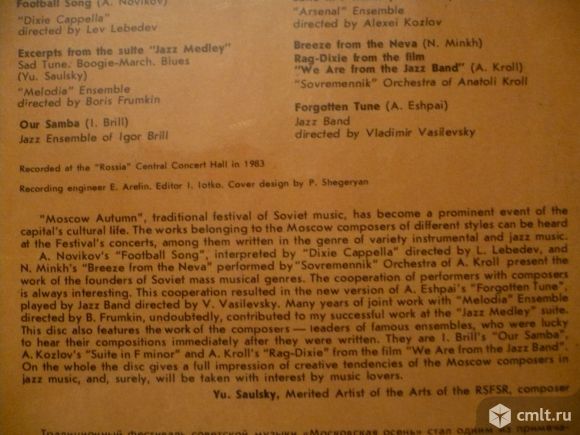 Football Song (A. Novikov)
"Dixie Cappella"
directed by Lev Lebedev
Excerpts from the suite "Jazz Medley"
Sad Tune. Boogie-March. Blues
(Yu. Saulsky)
"Melodia" Ensemble
directed by Boris Frumkin
Our Samba (I. Brill)
Jazz Ensemble of Igor Brill
"Arsenal" Ensemble
directed by Alexei Kozlov
Breeze from the Neva (N. Minkh)
Rag-Dixie from the film
"We Are from the Jazz Band" (A. Kroll)
"Sovremennik" Orchestra of Anatoli Kroll
Forgotten Tune (A. Eshpai)
Jazz Band
directed by Vladimir Vasilevsky
Recorded at the "Rossia" Central Concert Hall in 1983
Recording engineer E. Arefin. Editor I. Iotko. Cover design by P. Shegeryan
"Moscow Autumn", traditional festival of Soviet music, has become a prominent event of the
capital's cultural life. The works belonging to the Moscow composers of different styles can be heard
at the Festival's concerts, among them written in the genre of variety instrumental and jazz music.
A. Novikov's "Football Song", interpreted by "Dixie Cappella" directed by L. Lebedev, and
N. Minkh's "Breeze from the Neva" performed by "Sovremennik" Orchestra of A. Kroll present the
work of the founders of Soviet mass musical genres. The cooperation of performers with composers
is always interesting. This cooperation resulted in the new version of A. Eshpai's "Forgotten Tune",
played by Jazz Band directed by V. Vasilevsky. Many years of joint work with "Melodia" Ensemble
directed by B. Frumkin, undoubtedly, contributed to my successful work at the "Jazz Medley" suite.
This disc also features the work of the composers — leaders of famous ensembles, who were lucky
to hear their compositions immediately after they were written. They are I. Brill's "Our Samba",
A. Kozlov's "Suite in F minor" and A. Kroll's "Rag-Dixie" from the film "We Are from the Jazz Band".
On the whole the disc gives a full impression of creative tendencies of the Moscow composers in
jazz music, and, surely, will be taken with interest by music lovers.
Yu. Saulsky, Merited Artist of the Arts of the RSFSR, composer
Традиционный фестиваль советской музыки «Московская осень» стал одним из примеча-
cmlt.ru